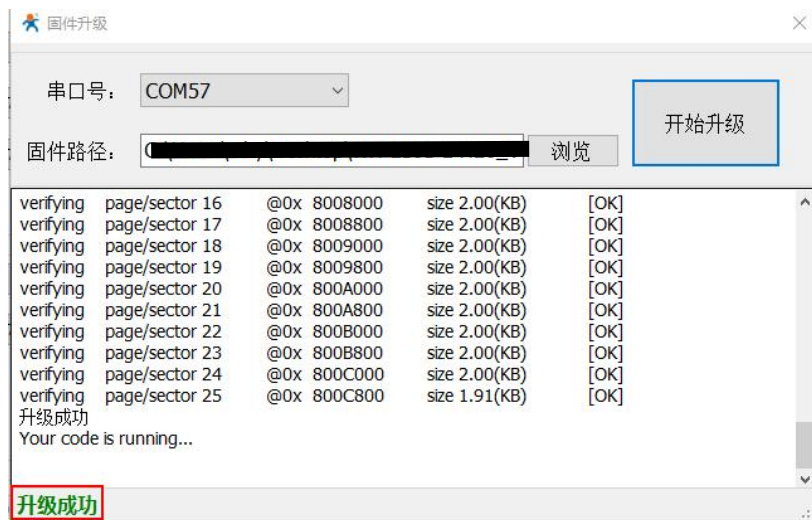 固件升级
串口号： COM57
开始升级
固件路径： 浏览
verifying page/sector 16 @0x 8008000 size 2.00(KB) [OK]
verifying page/sector 17 @0x 8008800 size 2.00(KB) [OK]
verifying page/sector 18 @0x 8009000 size 2.00(KB) [OK]
verifying page/sector 19 @0x 8009800 size 2.00(KB) [OK]
verifying page/sector 20 @0x 800A000 size 2.00(KB) [OK]
verifying page/sector 21 @0x 800A800 size 2.00(KB) [OK]
verifying page/sector 22 @0x 800B000 size 2.00(KB) [OK]
verifying page/sector 23 @0x 800B800 size 2.00(KB) [OK]
verifying page/sector 24 @0x 800C000 size 2.00(KB) [OK]
verifying page/sector 25 @0x 800C800 size 1.91(KB) [OK]
升级成功
Your code is running...
升级成功